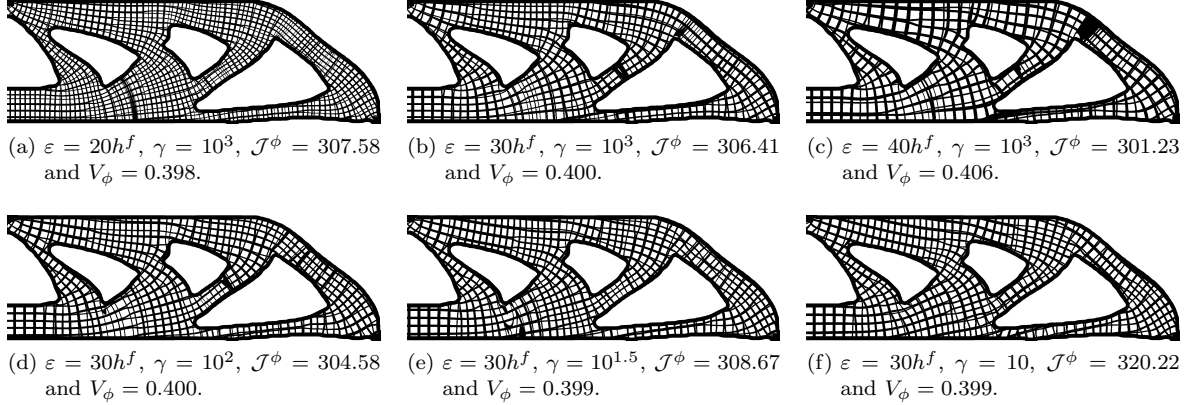 (a) ε = 20h^f, γ = 10^3, 𝒥^ϕ = 307.58
and V_ϕ = 0.398.
(b) ε = 30h^f, γ = 10^3, 𝒥^ϕ = 306.41
and V_ϕ = 0.400.
(c) ε = 40h^f, γ = 10^3, 𝒥^ϕ = 301.23
and V_ϕ = 0.406.
(d) ε = 30h^f, γ = 10^2, 𝒥^ϕ = 304.58
and V_ϕ = 0.400.
(e) ε = 30h^f, γ = 10^1.5, 𝒥^ϕ = 308.67
and V_ϕ = 0.399.
(f) ε = 30h^f, γ = 10, 𝒥^ϕ = 320.22
and V_ϕ = 0.399.